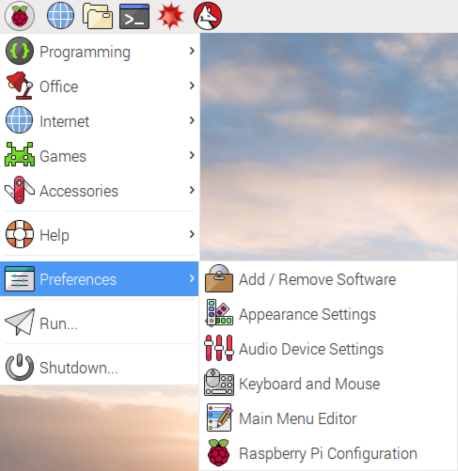 Programming
Office
Internet
Games
Accessories
Help
Preferences
Run...
Shutdown...
Add / Remove Software
Appearance Settings
Audio Device Settings
Keyboard and Mouse
Main Menu Editor
Raspberry Pi Configuration